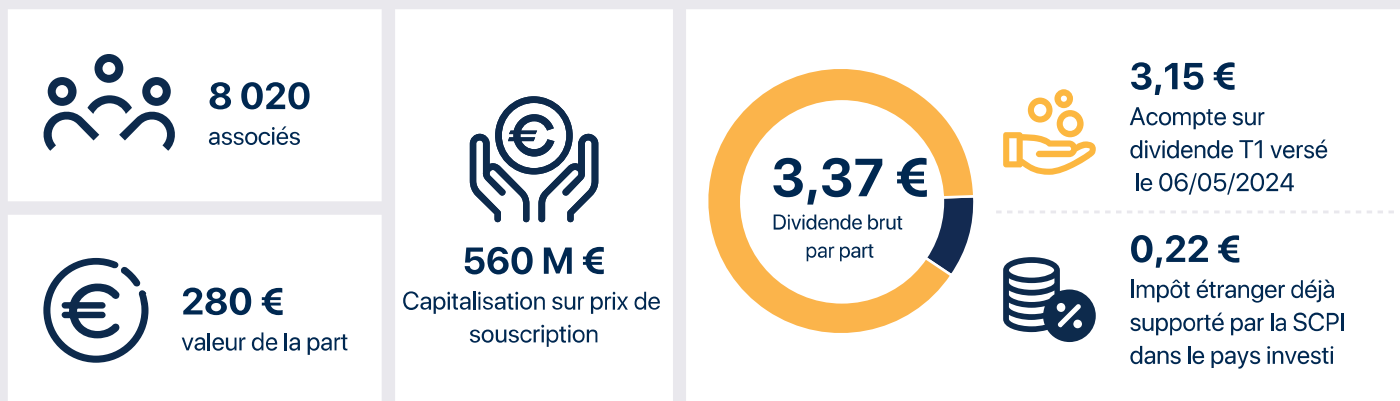 8 020
associés
280 €
valeur de la part
560 M €
Capitalisation sur prix de
souscription
3,37 €
Dividende brut
par part
3,15 €
Acompte sur
dividende T1 versé
le 06/05/2024
0,22 €
Impôt étranger déjà
supporté par la SCPI
dans le pays investi